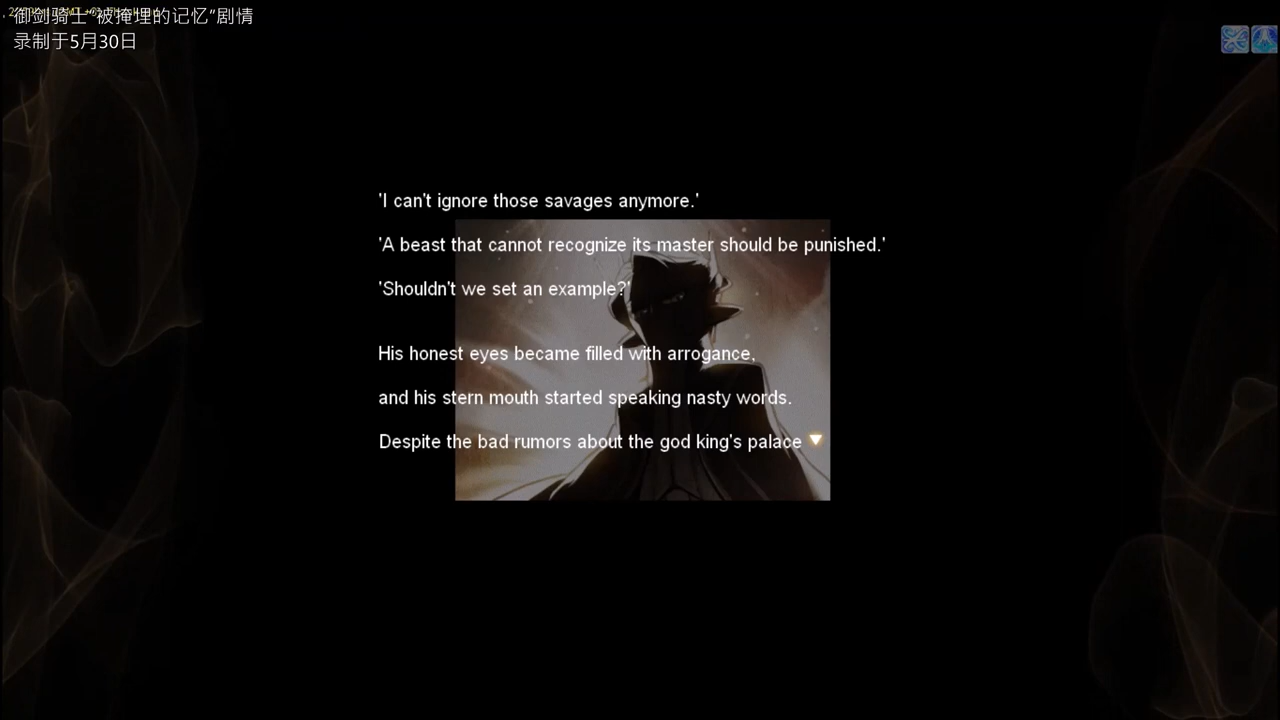 御剑骑士“被掩埋的记忆”剧情
录制于5月30日
'I can't ignore those savages anymore.'
'A beast that cannot recognize its master should be punished.'
'Shouldn't we set an example?'
His honest eyes became filled with arrogance,
and his stern mouth started speaking nasty words.
Despite the bad rumors about the god king's palace